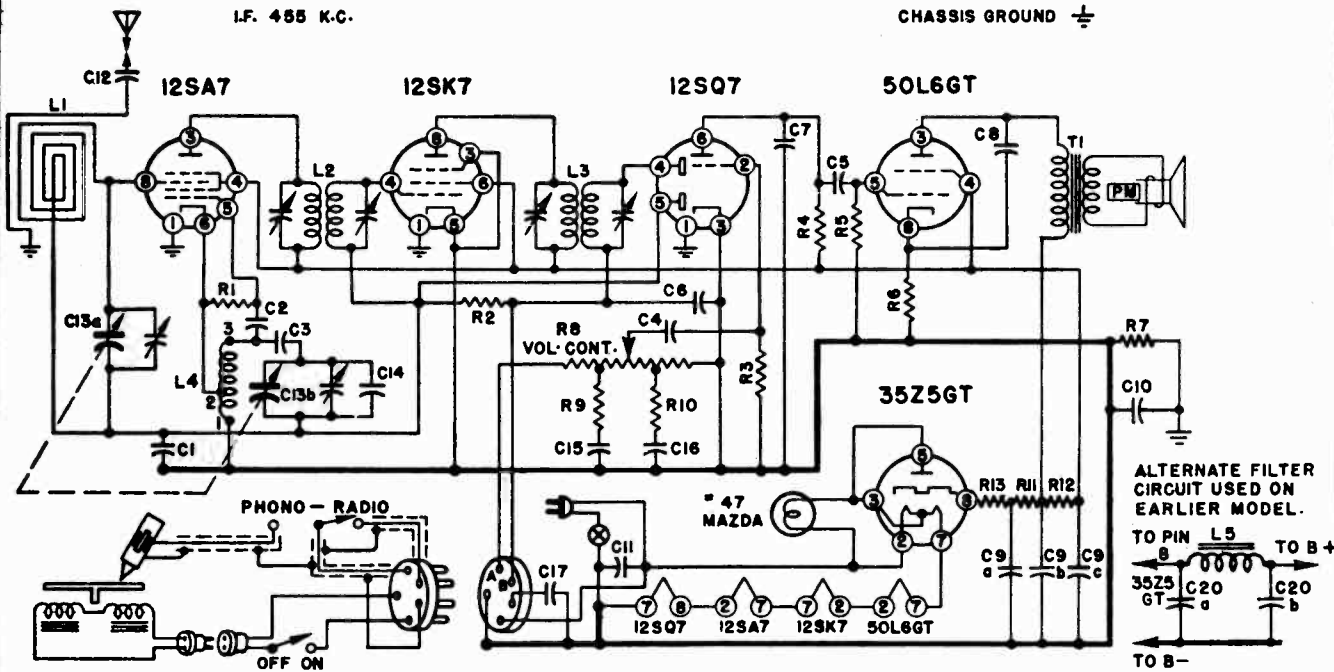 I.F. 455 K.C.
CHASSIS GROUND
C12
12SA7
12SK7
12SQ7
50L6GT
L1
3
8
4
1
6
5
L2
6
3
4
6
1
5
L3
6
4
2
5
1
3
C7
C5
R4
R5
3
5
4
8
C8
T1
PM
R1
C2
C3
C13a
3
L4
2
1
C13b
C14
C1
R2
C6
R8
C4
VOL. CONT.
R3
R9
R10
C15
C16
R6
R7
C10
35Z5GT
5
3
8
2
7
R13
R11
R12
C9
a
C9
b
C9
c
#47
MAZDA
ALTERNATE FILTER
CIRCUIT USED ON
EARLIER MODEL.
TO PIN
8
35Z5
GT
L5
TO B+
C20
a
C20
b
TO B-
PHONO - RADIO
OFF ON
A
B
C17
C11
7
8
2
7
7
2
2
7
12SQ7
12SA7
12SK7
50L6GT